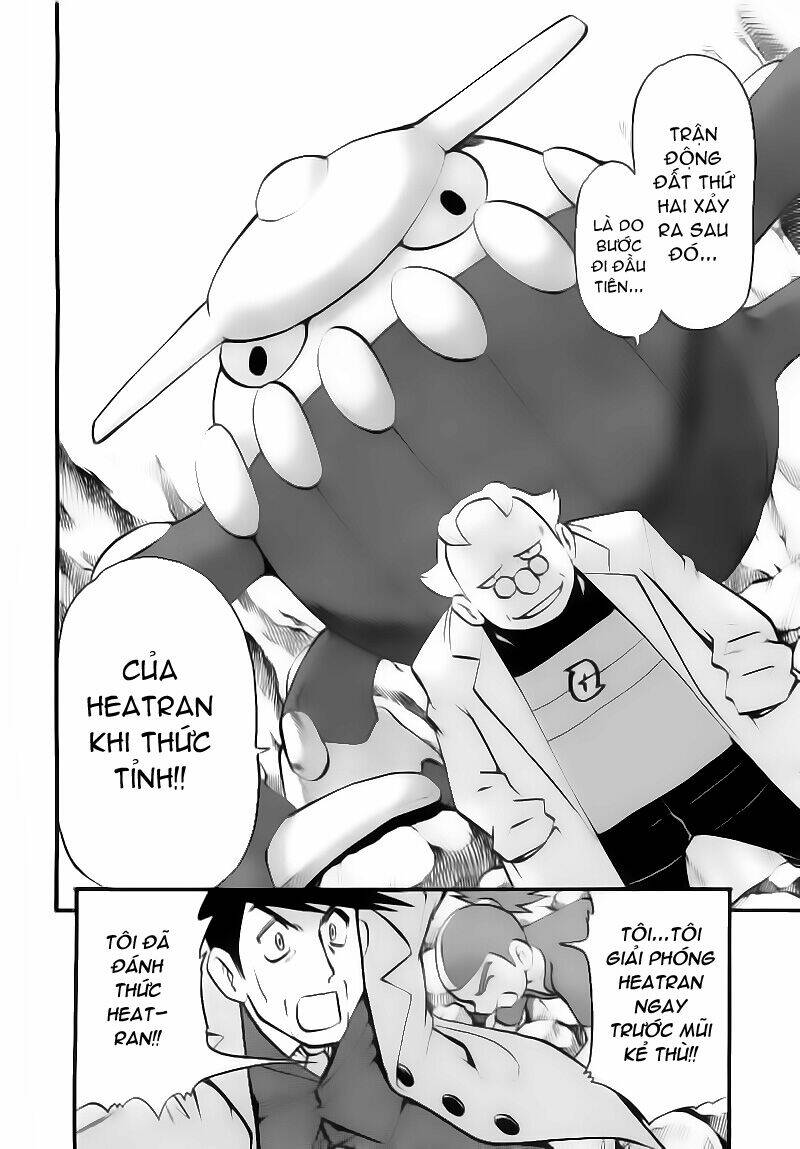 TRẬN
ĐỘNG
ĐẤT THỨ
HAI XẢY
RA SAU
ĐÓ...
LÀ DO
BƯỚC
ĐI ĐẦU
TIÊN...
CỦA
HEATRAN
KHI THỨC
TỈNH!!
TÔI...TÔI
GIẢI PHÓNG
HEATRAN
NGAY
TRƯỚC MŨI
KẺ THÙ!!
TÔI ĐÃ
ĐÁNH
THỨC
HEAT-
RAN!!